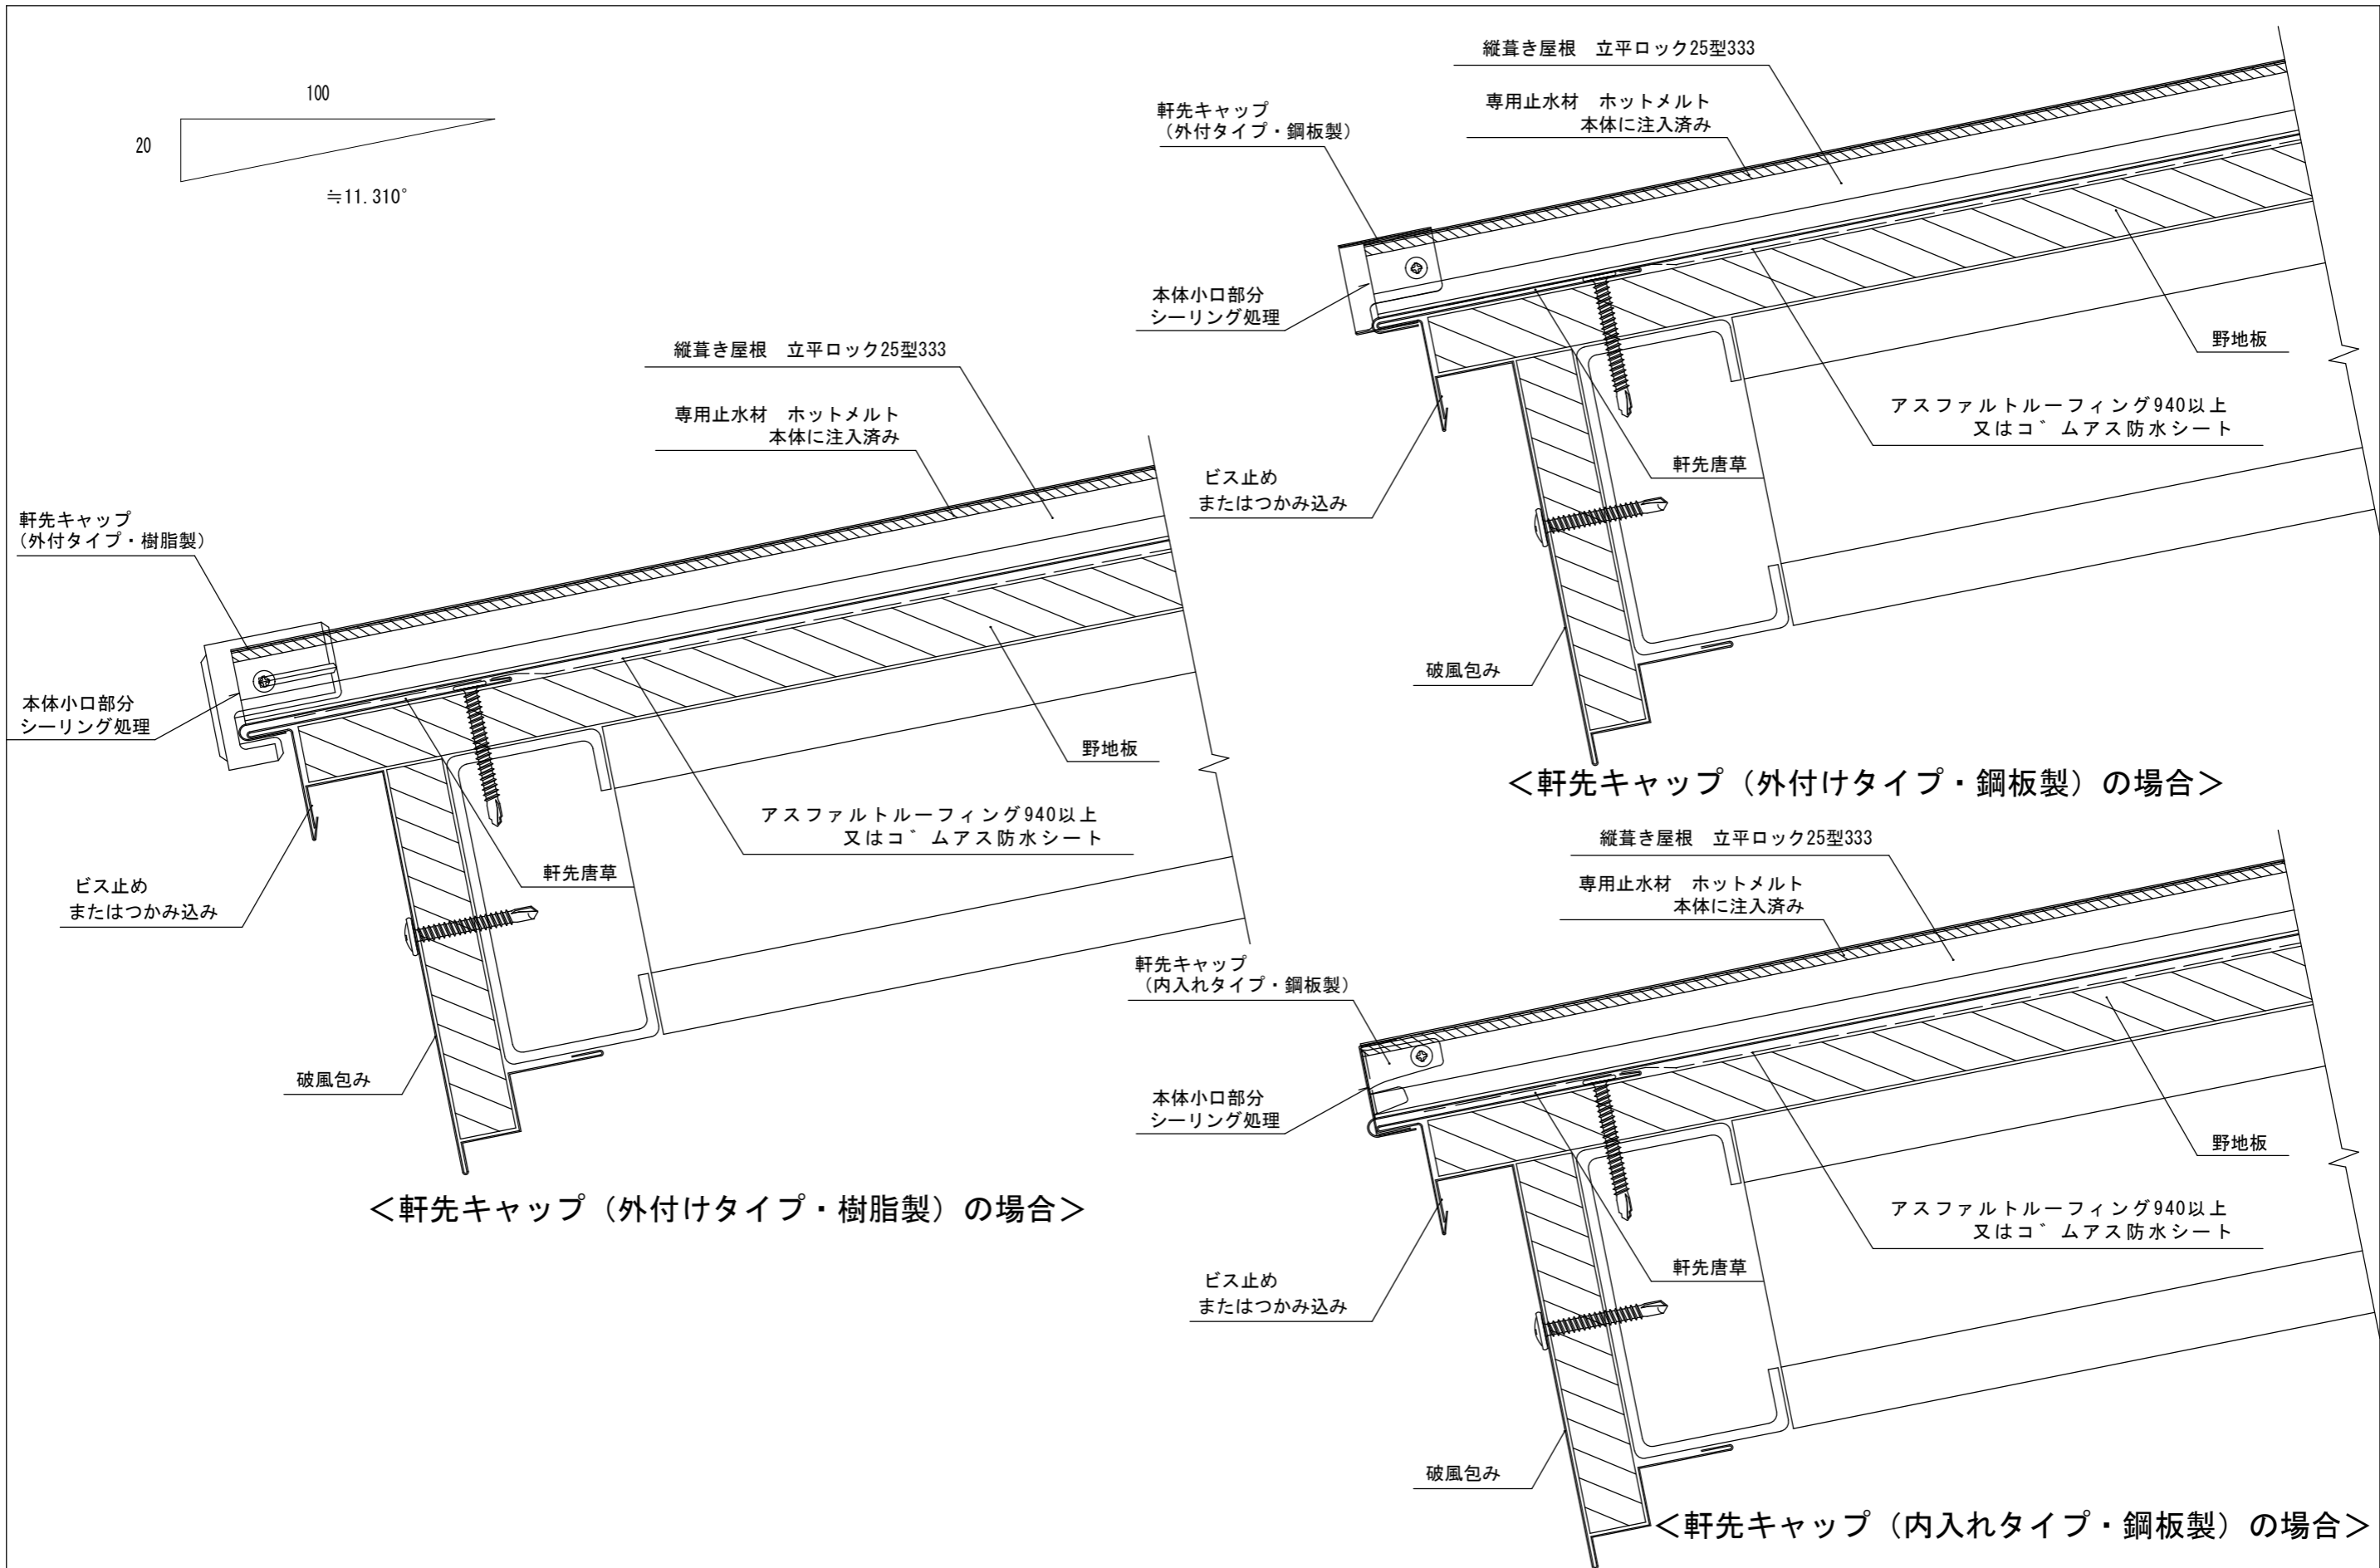 100
20
≒11.310°
縦葺き屋根　立平ロック25型333
専用止水材　ホットメルト
本体に注入済み
軒先キャップ
（外付タイプ・樹脂製）
本体小口部分
シーリング処理
野地板
アスファルトルーフィング940以上
又はゴムアス防水シート
軒先唐草
ビス止め
またはつかみ込み
破風包み
＜軒先キャップ（外付けタイプ・樹脂製）の場合＞
縦葺き屋根　立平ロック25型333
専用止水材　ホットメルト
本体に注入済み
軒先キャップ
（外付タイプ・鋼板製）
本体小口部分
シーリング処理
野地板
アスファルトルーフィング940以上
又はゴムアス防水シート
軒先唐草
ビス止め
またはつかみ込み
破風包み
＜軒先キャップ（外付けタイプ・鋼板製）の場合＞
縦葺き屋根　立平ロック25型333
専用止水材　ホットメルト
本体に注入済み
軒先キャップ
（内入れタイプ・鋼板製）
本体小口部分
シーリング処理
野地板
アスファルトルーフィング940以上
又はゴムアス防水シート
軒先唐草
ビス止め
またはつかみ込み
破風包み
＜軒先キャップ（内入れタイプ・鋼板製）の場合＞